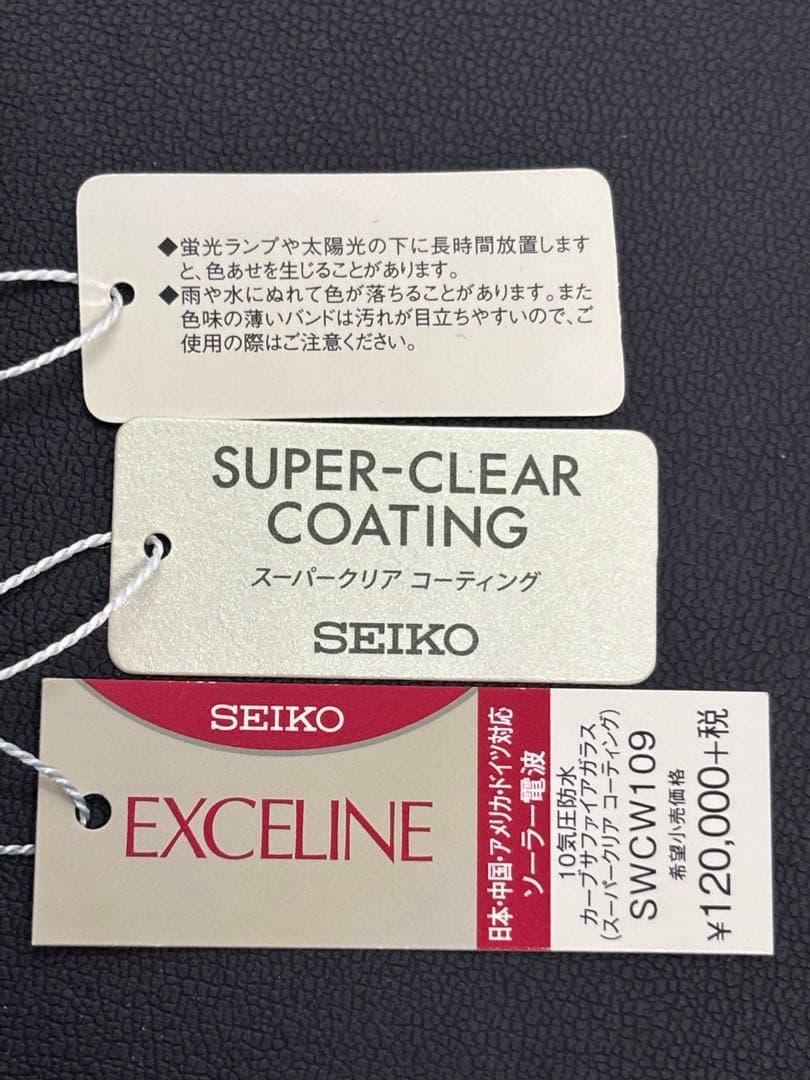 ◆蛍光ランプや太陽光の下に長時間放置します
と、色あせを生じることがあります。
◆雨や水にぬれて色が落ちることがあります。また
色味の薄いバンドは汚れが目立ちやすいので、ご
使用の際はご注意ください。
SUPER-CLEAR
COATING
スーパークリア コーティング
SEIKO
SEIKO
EXCELINE
日本・中国・アメリカ・ドイツ対応
ソーラー電波
10気圧防水
カーブサファイアガラス
(スーパークリア コーティング)
SWCW109
希望小売価格
¥120,000+税